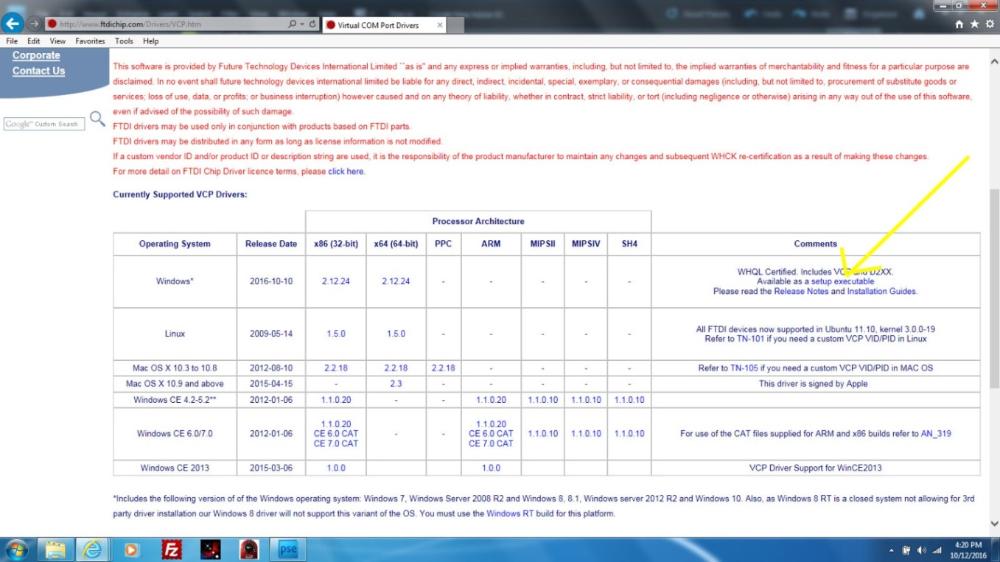 http://www.ftdichip.com/Drivers/VCP.htm
Virtual COM Port Drivers
File Edit View Favorites Tools Help
Corporate
Contact Us
Google™ Custom Search
This software is provided by Future Technology Devices International Limited ``as is'' and any express or implied warranties, including, but not limited to, the implied warranties of merchantability and fitness for a particular purpose are
disclaimed. In no event shall future technology devices international limited be liable for any direct, indirect, incidental, special, exemplary, or consequential damages (including, but not limited to, procurement of substitute goods or
services; loss of use, data, or profits; or business interruption) however caused and on any theory of liability, whether in contract, strict liability, or tort (including negligence or otherwise) arising in any way out of the use of this software,
even if advised of the possibility of such damage.
FTDI drivers may be used only in conjunction with products based on FTDI parts.
FTDI drivers may be distributed in any form as long as license information is not modified.
If a custom vendor ID and/or product ID or description string are used, it is the responsibility of the product manufacturer to maintain any changes and subsequent WHCK re-certification as a result of making these changes.
For more detail on FTDI Chip Driver licence terms, please click here.
Currently Supported VCP Drivers:
Processor Architecture
Operating System Release Date x86 (32-bit) x64 (64-bit) PPC ARM MIPSII MIPSIV SH4 Comments
Windows* 2016-10-10 2.12.24 2.12.24 - - - - - WHQL Certified. Includes VCP and D2XX.
Available as a setup executable
Please read the Release Notes and Installation Guides.
Linux 2009-05-14 1.5.0 1.5.0 - - - - - All FTDI devices now supported in Ubuntu 11.10, kernel 3.0.0-19
Refer to TN-101 if you need a custom VCP VID/PID in Linux
Mac OS X 10.3 to 10.8 2012-08-10 2.2.18 2.2.18 2.2.18 - - - - Refer to TN-105 if you need a custom VCP VID/PID in MAC OS
Mac OS X 10.9 and above 2015-04-15 - 2.3 - - - - - This driver is signed by Apple
Windows CE 4.2-5.2** 2012-01-06 1.1.0.20 - - 1.1.0.20 1.1.0.10 1.1.0.10 1.1.0.10
Windows CE 6.0/7.0 2012-01-06 1.1.0.20 - - 1.1.0.20 1.1.0.10 1.1.0.10 1.1.0.10 For use of the CAT files supplied for ARM and x86 builds refer to AN_319
CE 6.0 CAT CE 6.0 CAT
CE 7.0 CAT CE 7.0 CAT
Windows CE 2013 2015-03-06 1.0.0 1.0.0 VCP Driver Support for WinCE2013
*Includes the following version of of the Windows operating system: Windows 7, Windows Server 2008 R2 and Windows 8, 8.1, Windows server 2012 R2 and Windows 10. Also, as Windows 8 RT is a closed system not allowing for 3rd
party driver installation our Windows 8 driver will not support this variant of the OS. You must use the Windows RT build for this platform.
Fz
pse
4:20 PM
10/12/2016